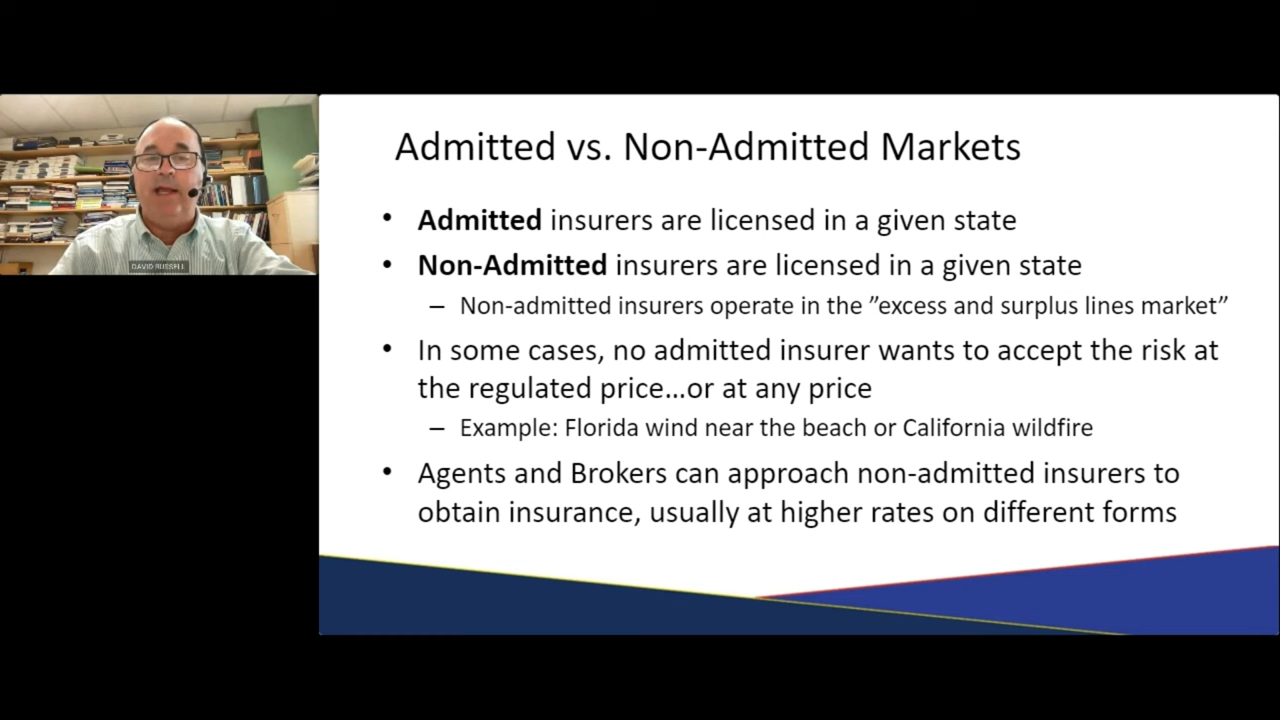 Admitted vs. Non-Admitted Markets
• Admitted insurers are licensed in a given state
• Non-Admitted insurers are licensed in a given state
– Non-admitted insurers operate in the ”excess and surplus lines market”
• In some cases, no admitted insurer wants to accept the risk at
the regulated price...or at any price
– Example: Florida wind near the beach or California wildfire
• Agents and Brokers can approach non-admitted insurers to
obtain insurance, usually at higher rates on different forms
DAVID RUSSELL